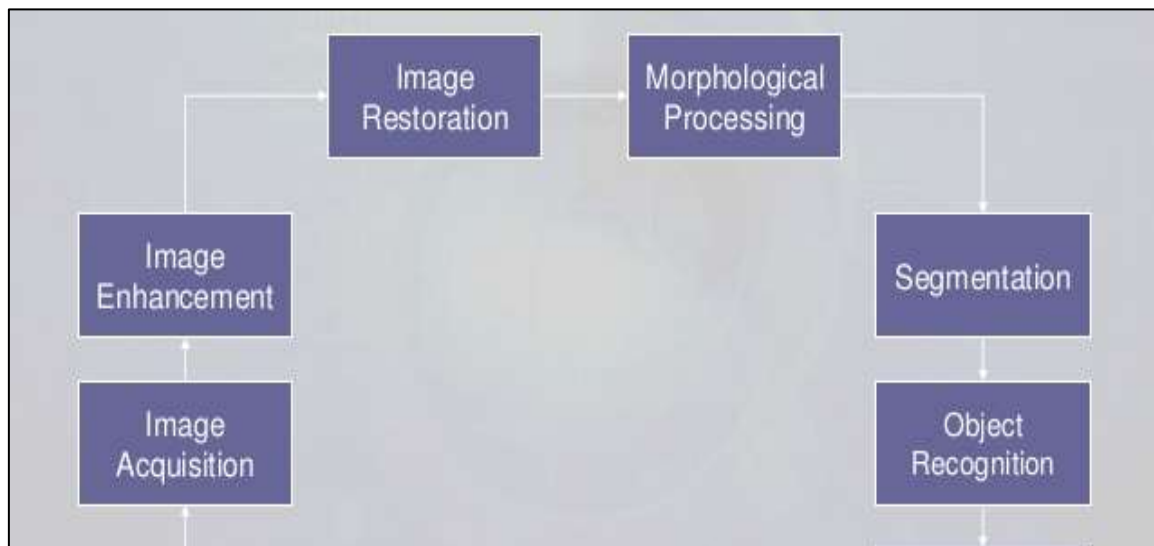 Image
Restoration
Morphological
Processing
Image
Enhancement
Segmentation
Image
Acquisition
Object
Recognition